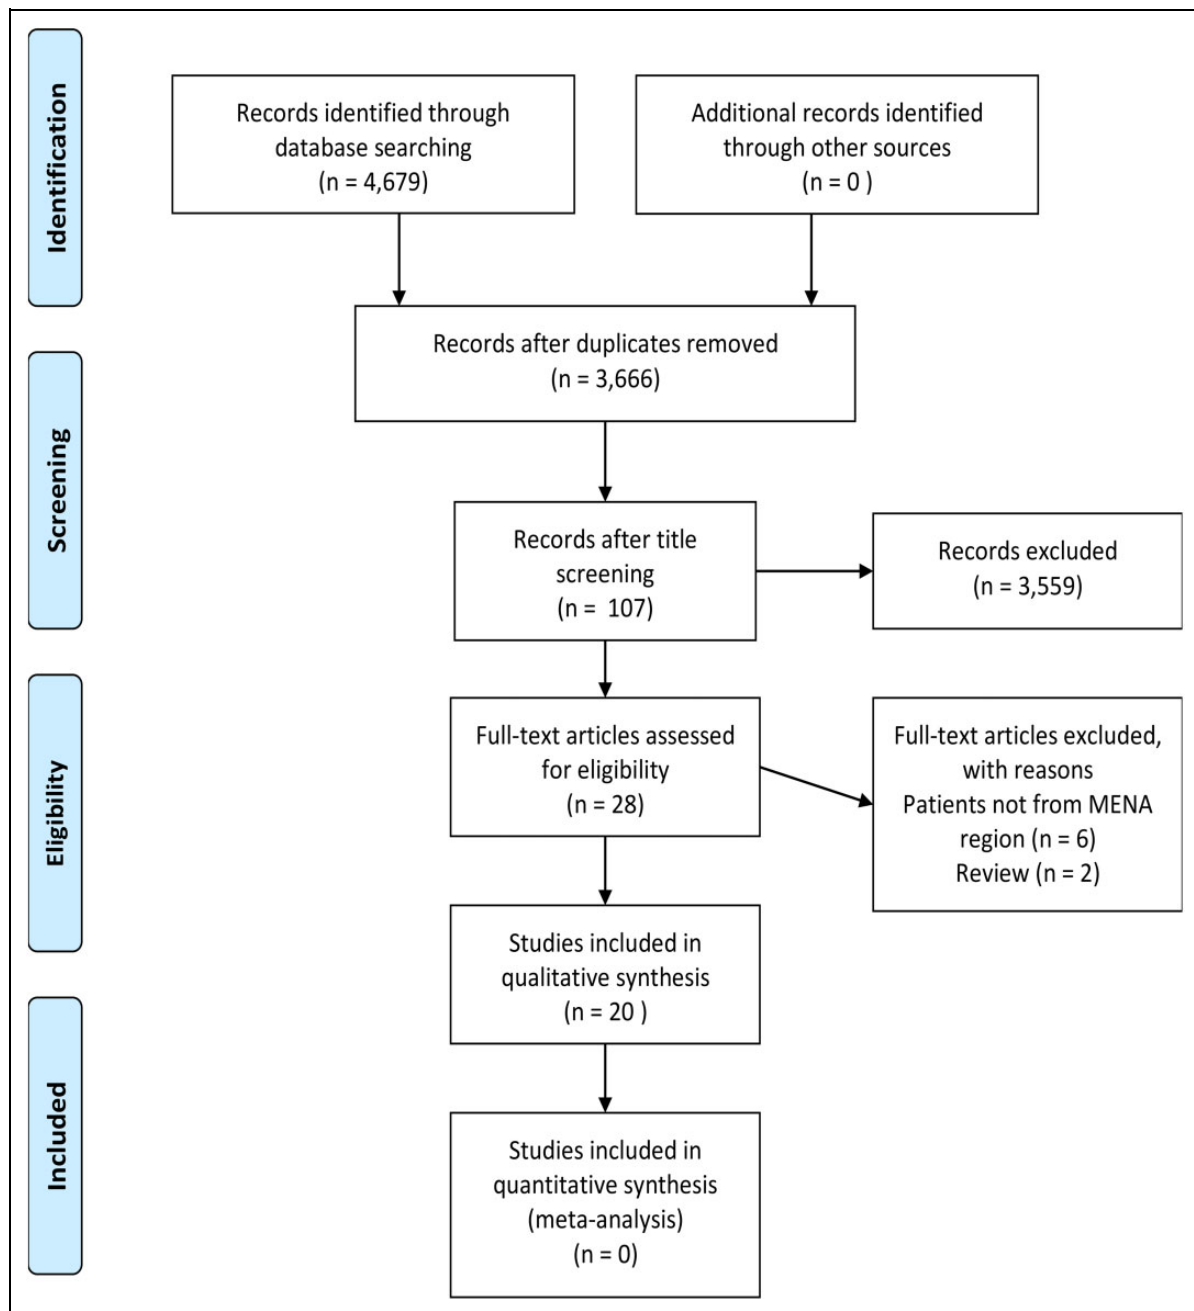 Identification
Records identified through
database searching
(n = 4,679)
Additional records identified
through other sources
(n = 0 )
Records after duplicates removed
(n = 3,666)
Screening
Records after title
screening
(n =  107)
Records excluded
(n = 3,559)
Eligibility
Full-text articles assessed
for eligibility
(n = 28)
Full-text articles excluded,
with reasons
Patients not from MENA
region (n = 6)
Review (n = 2)
Studies included in
qualitative synthesis
(n = 20 )
Included
Studies included in
quantitative synthesis
(meta-analysis)
(n = 0)